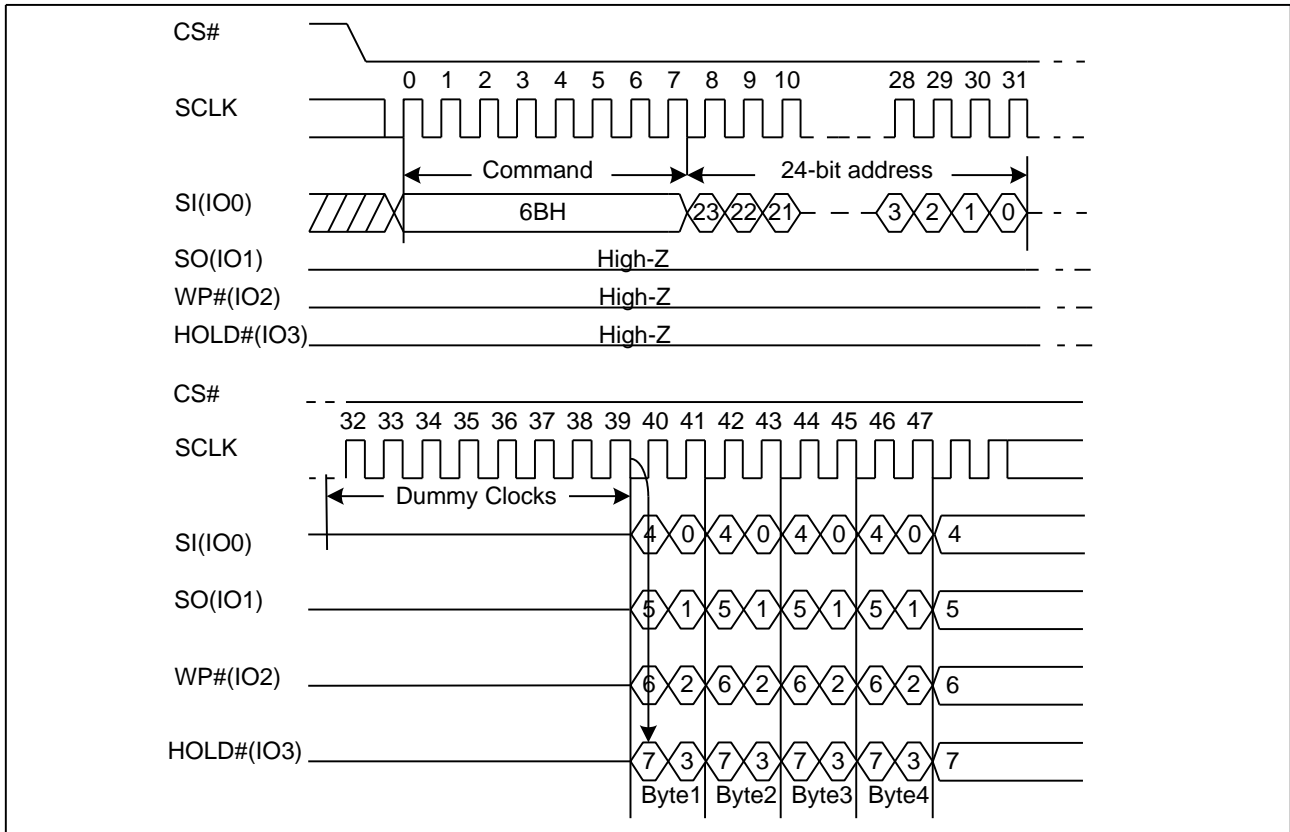 CS#
0 1 2 3 4 5 6 7 8 9 10 28 29 30 31
SCLK
Command 24-bit address
SI(IO0) 6BH 23 22 21 3 2 1 0
SO(IO1) High-Z
WP#(IO2) High-Z
HOLD#(IO3) High-Z
CS#
32 33 34 35 36 37 38 39 40 41 42 43 44 45 46 47
SCLK
Dummy Clocks
SI(IO0) 4 0 4 0 4 0 4 0 4
SO(IO1) 5 1 5 1 5 1 5 1 5
WP#(IO2) 6 2 6 2 6 2 6 2 6
HOLD#(IO3) 7 3 7 3 7 3 7 3 7
Byte1 Byte2 Byte3 Byte4